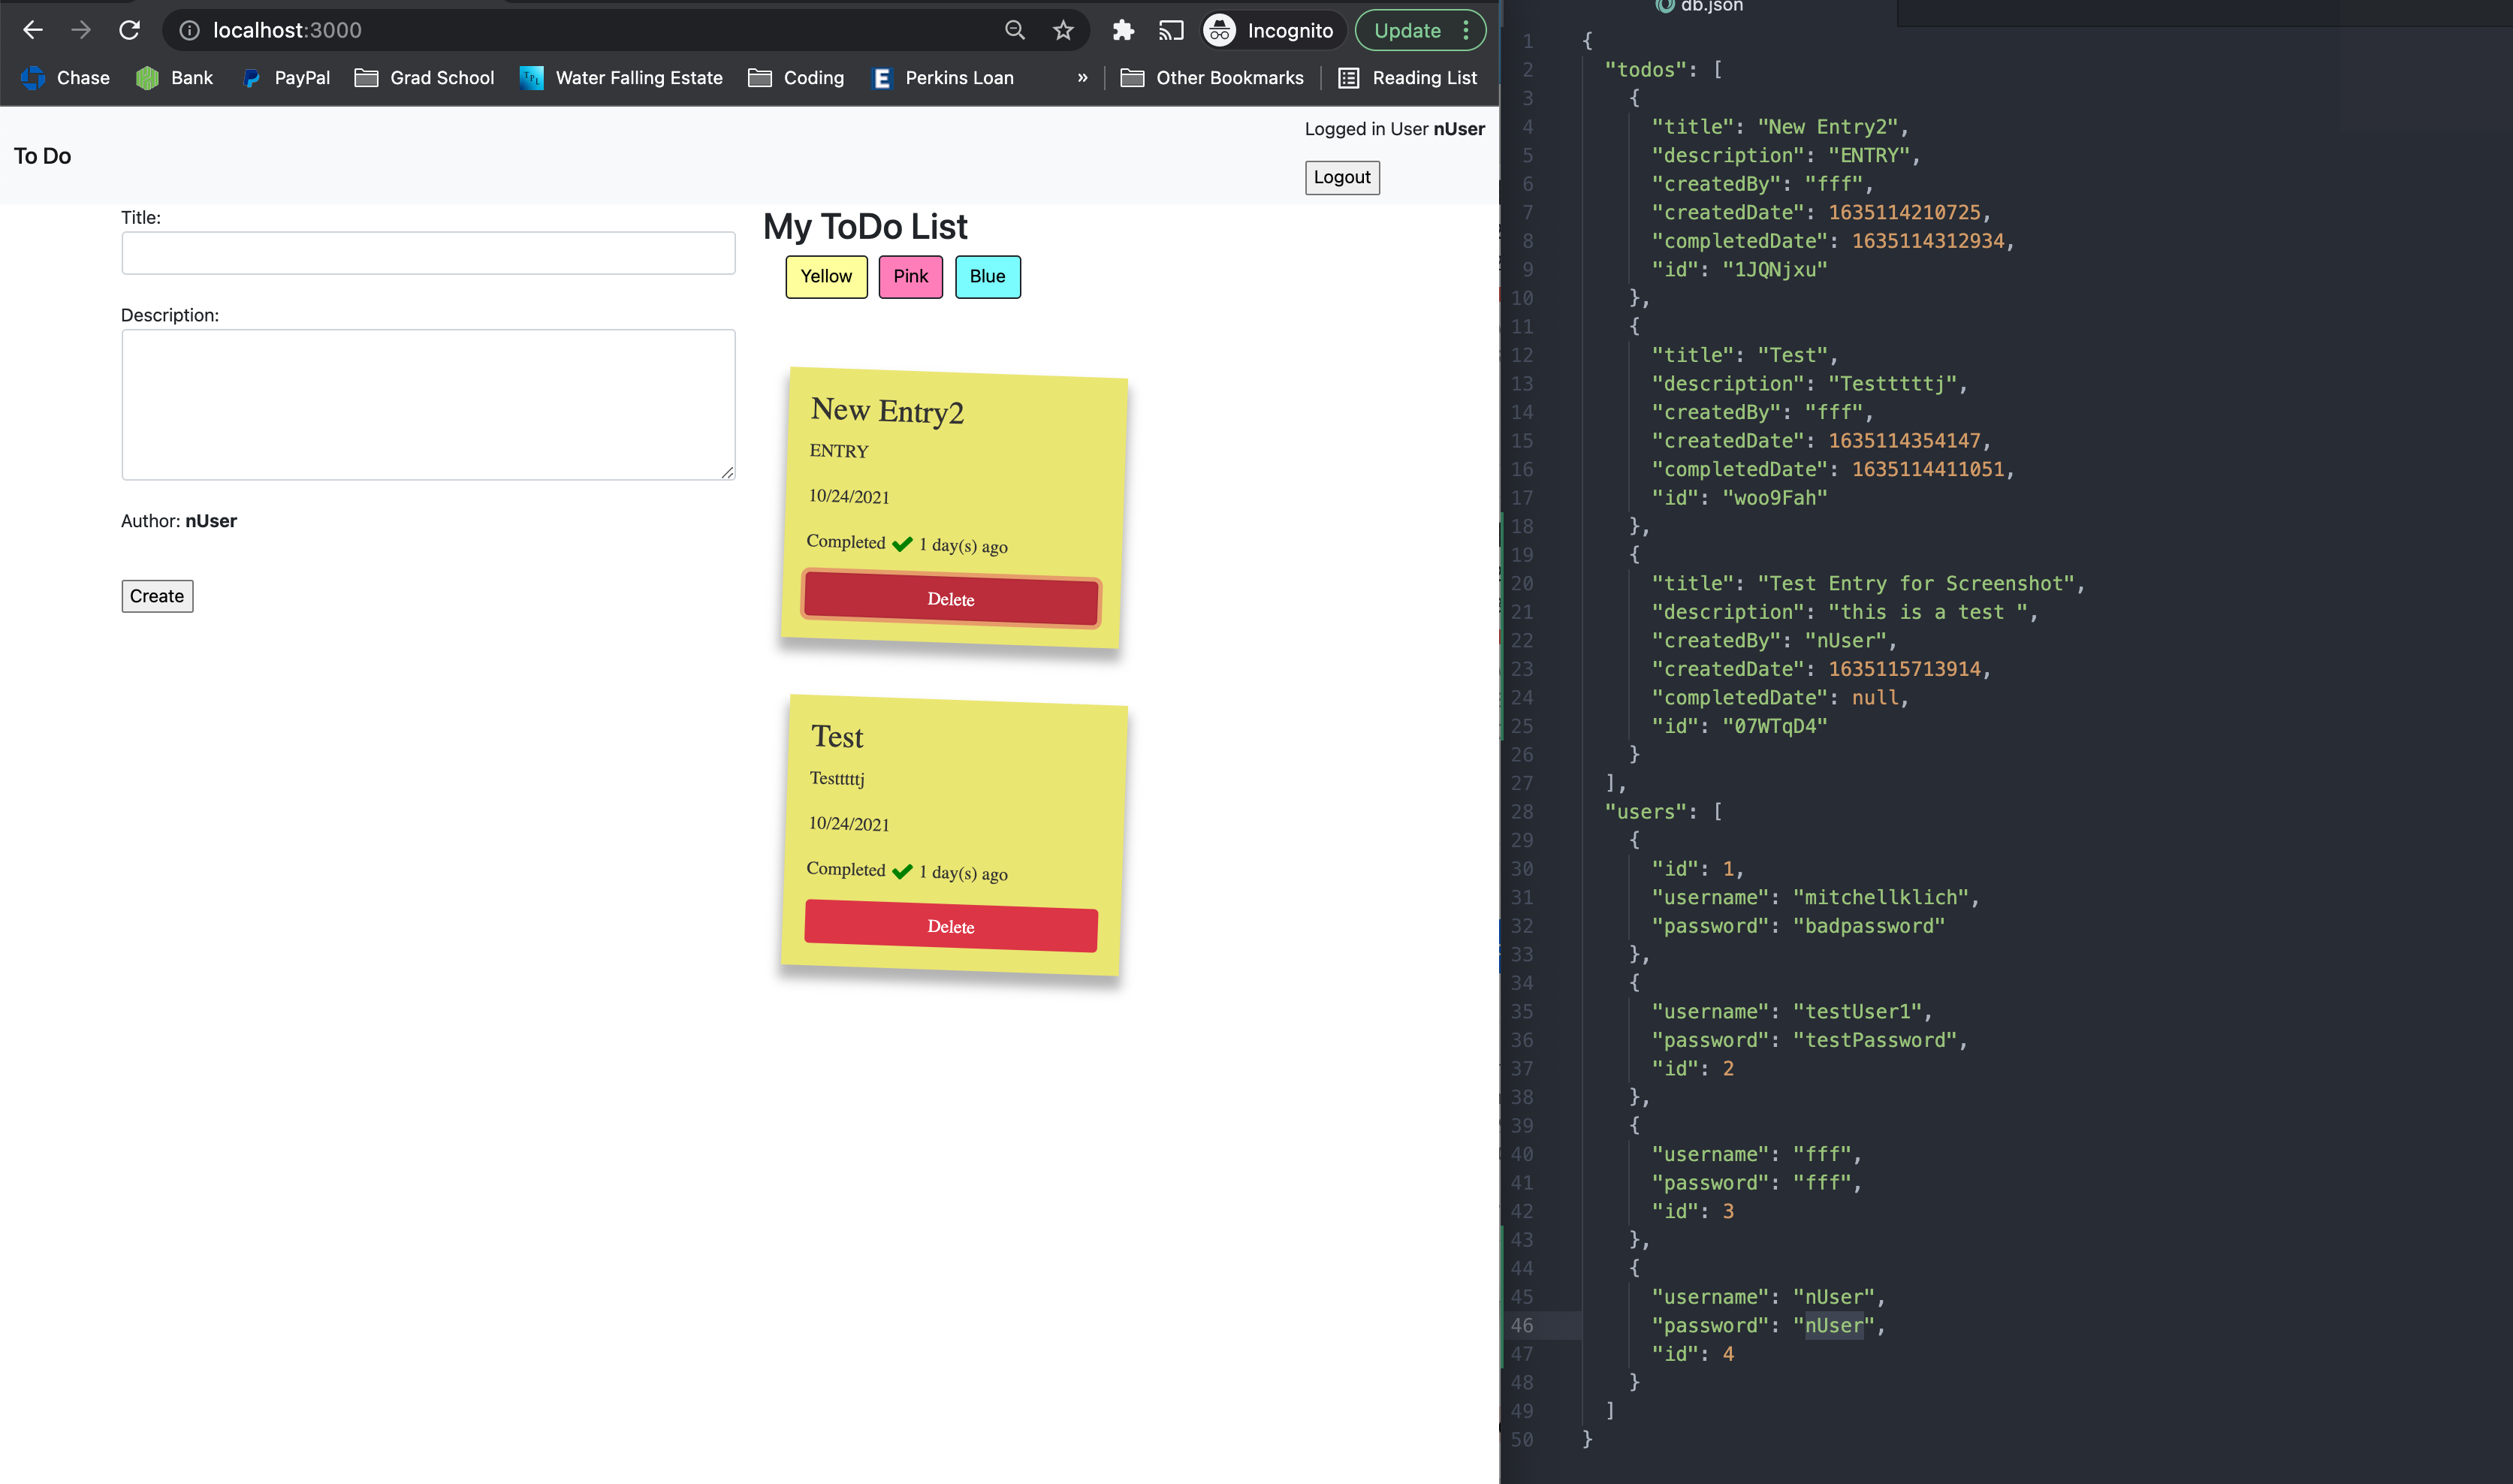 localhost:3000
Incognito
Update
Chase
Bank
PayPal
Grad School
TPL
Water Falling Estate
Coding
E
Perkins Loan
»
Other Bookmarks
Reading List
To Do
Logged in User nUser
Logout
Title:
Description:
Author: nUser
Create
My ToDo List
Yellow
Pink
Blue
New Entry2
ENTRY
10/24/2021
Completed ✔ 1 day(s) ago
Delete
Test
Testttttj
10/24/2021
Completed ✔ 1 day(s) ago
Delete
db.json
1 {
2 "todos": [
3 {
4 "title": "New Entry2",
5 "description": "ENTRY",
6 "createdBy": "fff",
7 "createdDate": 1635114210725,
8 "completedDate": 1635114312934,
9 "id": "1JQNjxu"
10 },
11 {
12 "title": "Test",
13 "description": "Testttttj",
14 "createdBy": "fff",
15 "createdDate": 1635114354147,
16 "completedDate": 1635114411051,
17 "id": "woo9Fah"
18 },
19 {
20 "title": "Test Entry for Screenshot",
21 "description": "this is a test ",
22 "createdBy": "nUser",
23 "createdDate": 1635115713914,
24 "completedDate": null,
25 "id": "07WTqD4"
26 }
27 ],
28 "users": [
29 {
30 "id": 1,
31 "username": "mitchellklich",
32 "password": "badpassword"
33 },
34 {
35 "username": "testUser1",
36 "password": "testPassword",
37 "id": 2
38 },
39 {
40 "username": "fff",
41 "password": "fff",
42 "id": 3
43 },
44 {
45 "username": "nUser",
46 "password": "nUser",
47 "id": 4
48 }
49 ]
50 }